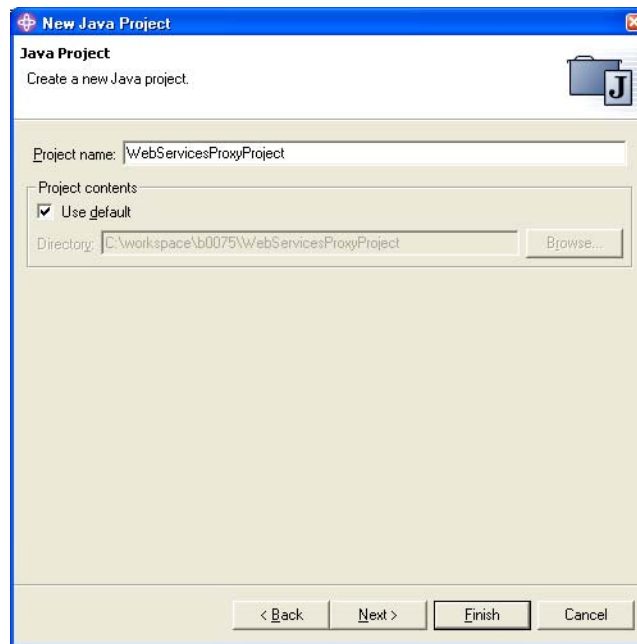 New Java Project
Java Project
Create a new Java project.
J
Project name: WebServicesProxyProject
Project contents
Use default
Directory: C:\workspace\b0075\WebServicesProxyProject Browse...
< Back Next > Finish Cancel